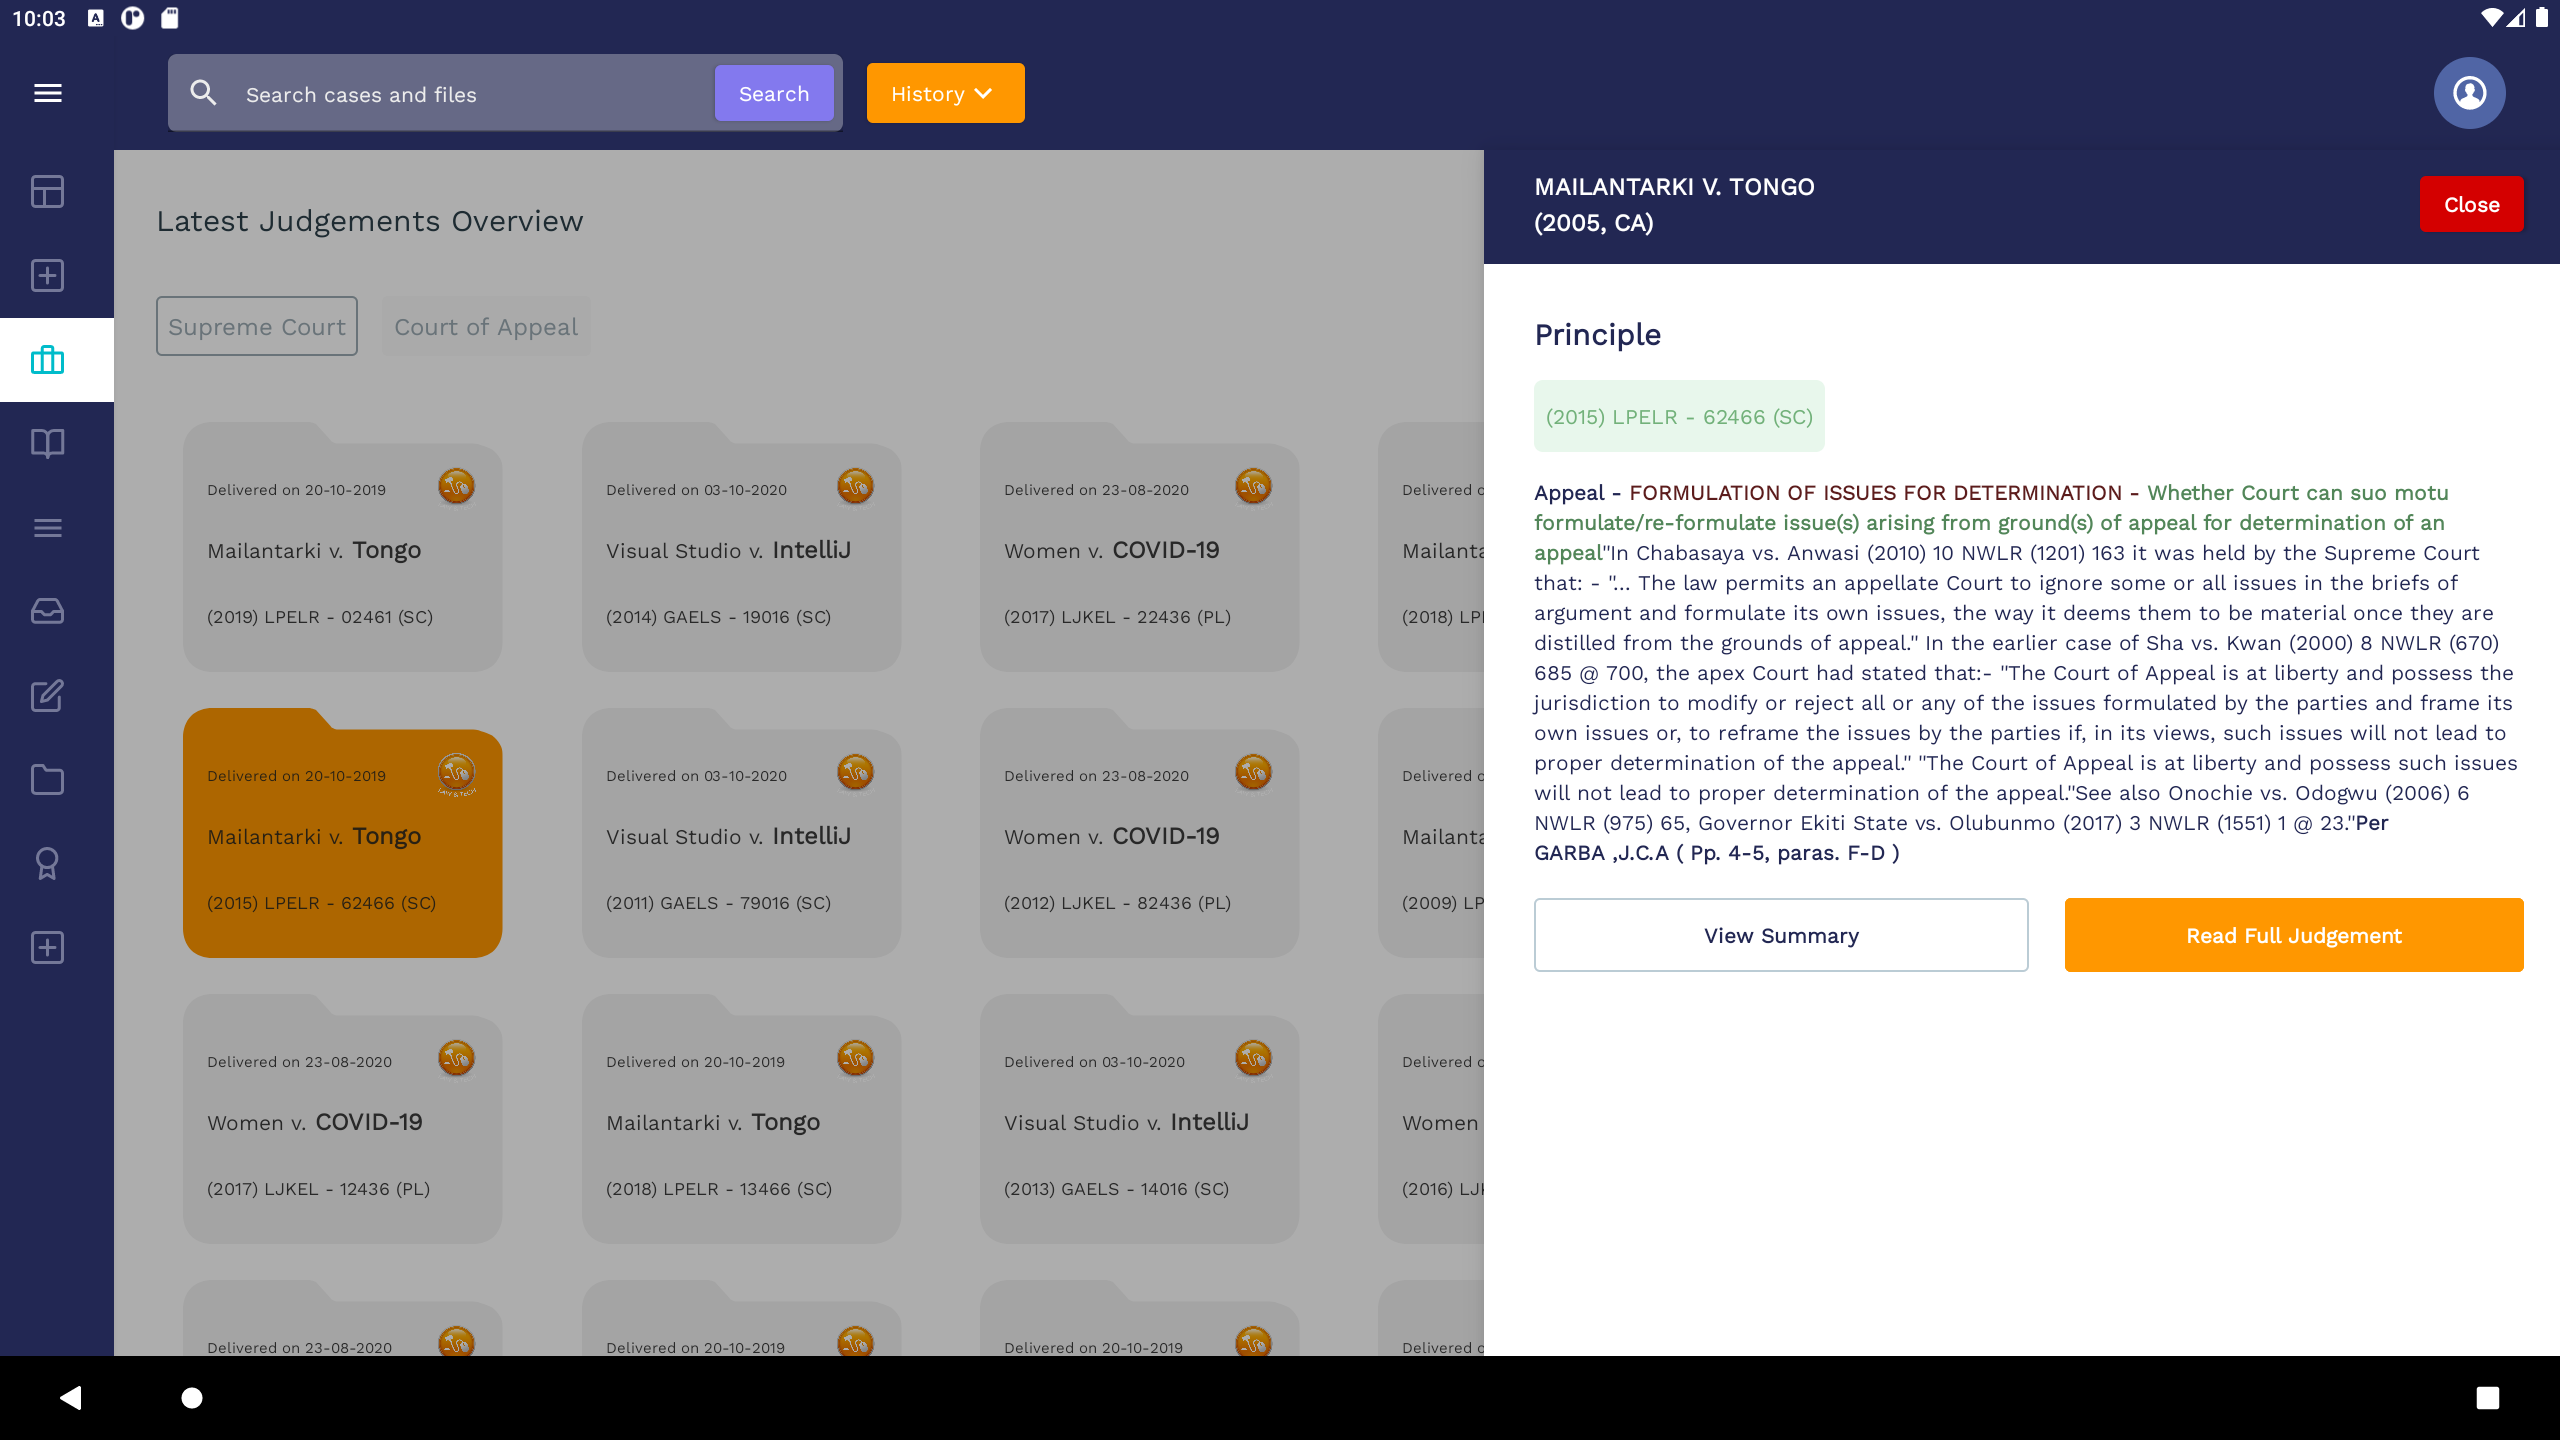 10:03
Search cases and files
Search
History
Latest Judgements Overview
Supreme Court
Court of Appeal
Delivered on 20-10-2019
Mailantarki v. Tongo
(2019) LPELR - 02461 (SC)
Delivered on 03-10-2020
Visual Studio v. IntelliJ
(2014) GAELS - 19016 (SC)
Delivered on 23-08-2020
Women v. COVID-19
(2017) LJKEL - 22436 (PL)
Delivered
Mailanta
(2018) LP
Delivered on 20-10-2019
Mailantarki v. Tongo
(2015) LPELR - 62466 (SC)
Delivered on 03-10-2020
Visual Studio v. IntelliJ
(2011) GAELS - 79016 (SC)
Delivered on 23-08-2020
Women v. COVID-19
(2012) LJKEL - 82436 (PL)
Delivered
Mailanta
(2009) LP
Delivered on 23-08-2020
Women v. COVID-19
(2017) LJKEL - 12436 (PL)
Delivered on 20-10-2019
Mailantarki v. Tongo
(2018) LPELR - 13466 (SC)
Delivered on 03-10-2020
Visual Studio v. IntelliJ
(2013) GAELS - 14016 (SC)
Delivered
Women
(2016) LJ
Delivered on 23-08-2020
Delivered on 20-10-2019
Delivered on 20-10-2019
Delivered
MAILANTARKI V. TONGO
(2005, CA)
Close
Principle
(2015) LPELR - 62466 (SC)
Appeal - FORMULATION OF ISSUES FOR DETERMINATION - Whether Court can suo motu
formulate/re-formulate issue(s) arising from ground(s) of appeal for determination of an
appeal"In Chabasaya vs. Anwasi (2010) 10 NWLR (1201) 163 it was held by the Supreme Court
that: - "... The law permits an appellate Court to ignore some or all issues in the briefs of
argument and formulate its own issues, the way it deems them to be material once they are
distilled from the grounds of appeal." In the earlier case of Sha vs. Kwan (2000) 8 NWLR (670)
685 @ 700, the apex Court had stated that:- "The Court of Appeal is at liberty and possess the
jurisdiction to modify or reject all or any of the issues formulated by the parties and frame its
own issues or, to reframe the issues by the parties if, in its views, such issues will not lead to
proper determination of the appeal." "The Court of Appeal is at liberty and possess such issues
will not lead to proper determination of the appeal."See also Onochie vs. Odogwu (2006) 6
NWLR (975) 65, Governor Ekiti State vs. Olubunmo (2017) 3 NWLR (1551) 1 @ 23."Per
GARBA ,J.C.A ( Pp. 4-5, paras. F-D )
View Summary
Read Full Judgement